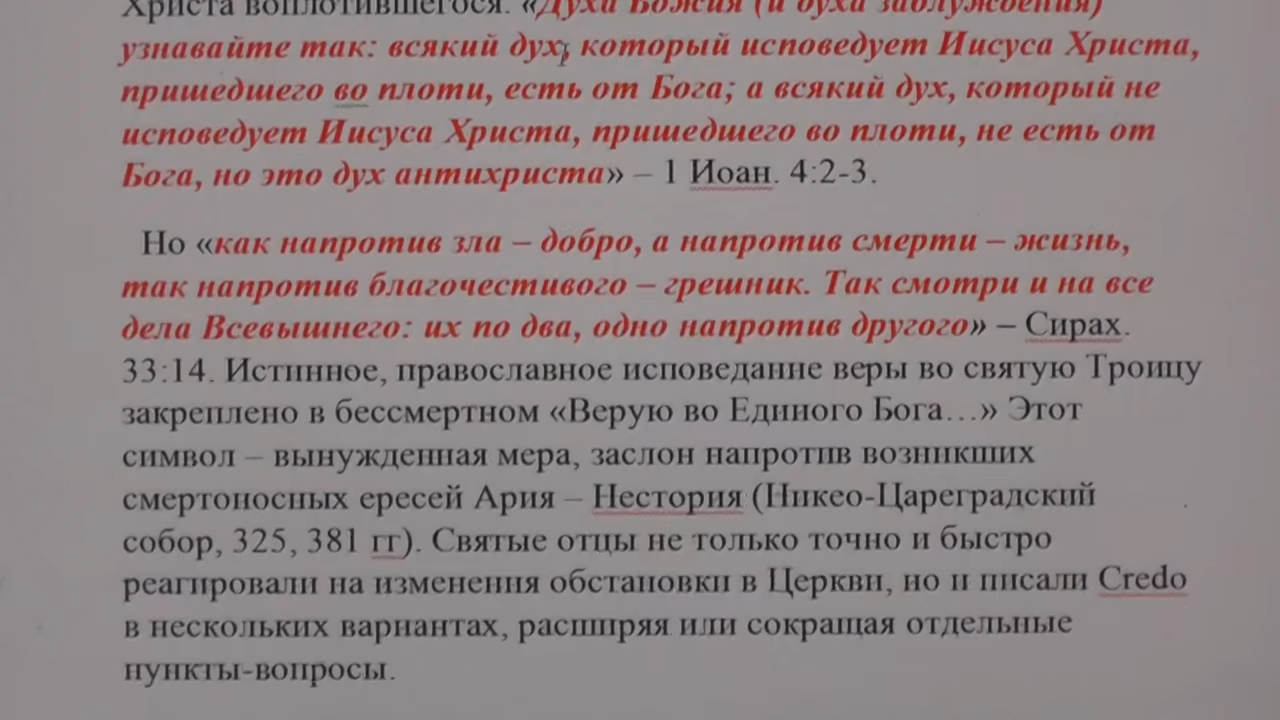 Христа воплотившегося. «Духа Божия (и духа заблуждения)
узнавайте так: всякий дух, который исповедует Иисуса Христа,
пришедшего во плоти, есть от Бога; а всякий дух, который не
исповедует Иисуса Христа, пришедшего во плоти, не есть от
Бога, но это дух антихриста» – 1 Иоан. 4:2-3.
Но «как напротив зла – добро, а напротив смерти – жизнь,
так напротив благочестивого – грешник. Так смотри и на все
дела Всевышнего: их по два, одно напротив другого» – Сирах.
33:14. Истинное, православное исповедание веры во святую Троицу
закреплено в бессмертном «Верую во Единого Бога…» Этот
символ – вынужденная мера, заслон напротив возникших
смертоносных ересей Ария – Нестория (Никео-Цареградский
собор, 325, 381 гг). Святые отцы не только точно и быстро
реагировали на изменения обстановки в Церкви, но и писали Credo
в нескольких вариантах, расширяя или сокращая отдельные
нункты-вопросы.